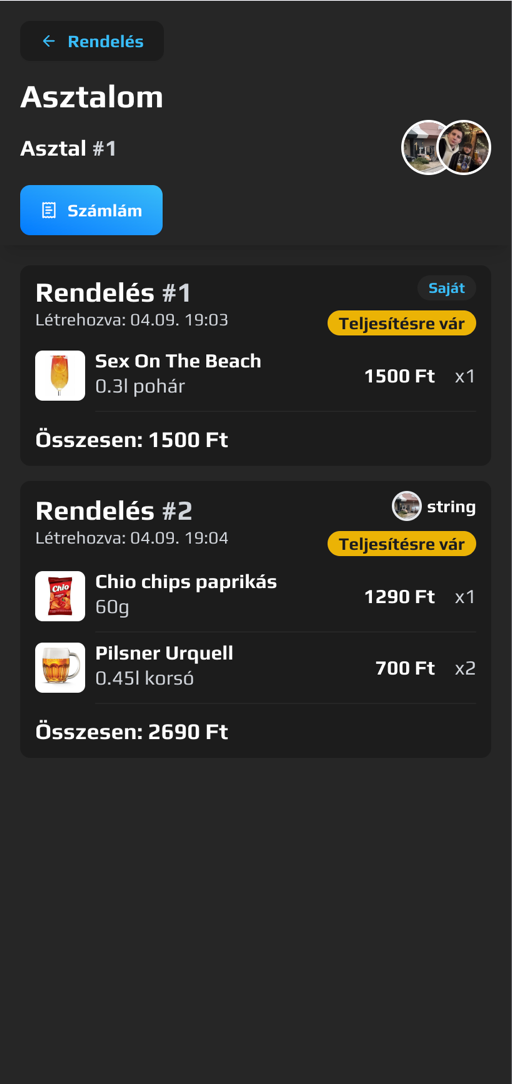 Rendelés
Asztalom
Asztal #1
Számlám
Rendelés #1
Saját
Létrehozva: 04.09. 19:03
Teljesítésre vár
Sex On The Beach
0.3l pohár
1500 Ft x1
Összesen: 1500 Ft
Rendelés #2
string
Létrehozva: 04.09. 19:04
Teljesítésre vár
Chio
Chio chips paprikás
60g
1290 Ft x1
Pilsner Urquell
0.45l korsó
700 Ft x2
Összesen: 2690 Ft